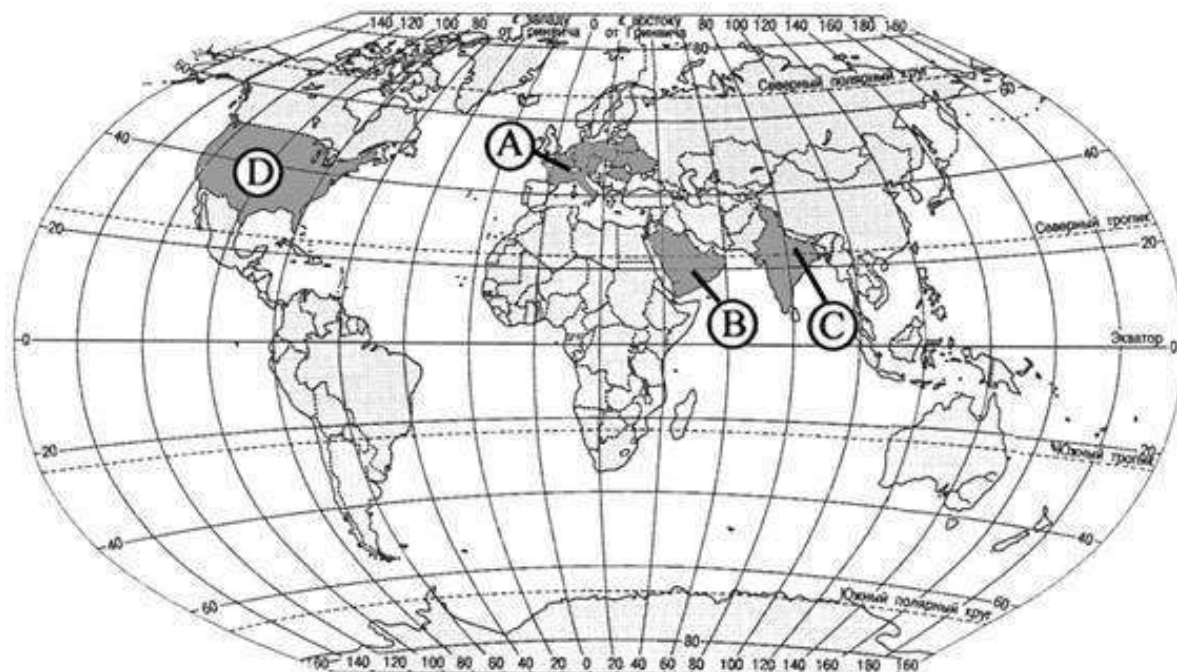 140 120 100 80 к западу 0 к востоку 80 100 120 140 160 180
от Гринвича от Гринвича
80
60 Северный полярный круг 60
40 40
A
D
Северный тропик
20 20
B C
Экватор
0 0
20 20
Южный тропик
40 40
60 Южный полярный круг 60
80
160 140 120 100 80 60 40 20 0 20 40 60 80 100 120 140 160